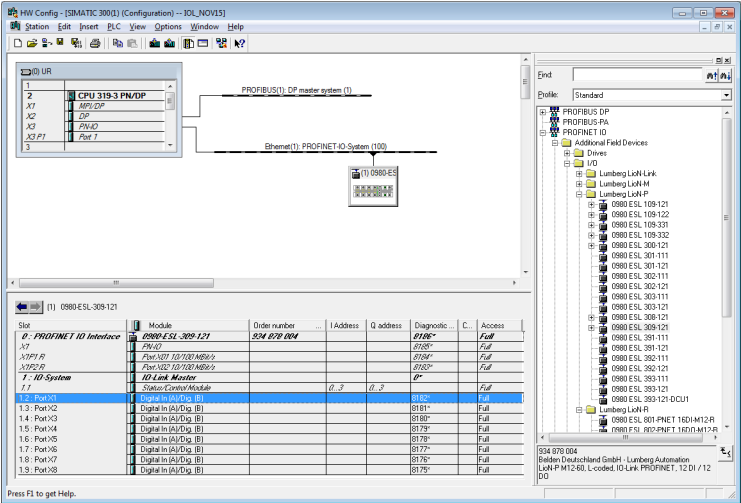 HW Config - [SIMATIC 300(1) (Configuration) -- IOL_NOV15]
Station Edit Insert PLC View Options Window Help
(0) UR
1
2 CPU 319-3 PN/DP
X1 MPI/DP
X2 DP
X3 PN-IO
X3 P1 Port 1
3
PROFIBUS(1): DP master system (1)
Ethernet(1): PROFINET-IO-System (100)
(1) 0980-ES
Find:
Profile: Standard
PROFIBUS DP
PROFIBUS-PA
PROFINET IO
Additional Field Devices
Drives
I/O
Lumberg LioN-Link
Lumberg LioN-M
Lumberg LioN-P
0980 ESL 109-121
0980 ESL 109-122
0980 ESL 109-331
0980 ESL 109-332
0980 ESL 300-121
0980 ESL 301-111
0980 ESL 301-121
0980 ESL 302-111
0980 ESL 302-121
0980 ESL 303-111
0980 ESL 303-121
0980 ESL 308-121
0980 ESL 309-121
0980 ESL 391-111
0980 ESL 391-121
0980 ESL 392-111
0980 ESL 392-121
0980 ESL 393-111
0980 ESL 393-121
0980 ESL 393-121-DCU1
Lumberg LioN-R
0980 ESL 801-PNET 16DI-M12-R
0980 ESL 802-PNET 16DO-M12-R
934 878 004
Belden Deutschland GmbH - Lumberg Automation
LioN-P M12-60, L-coded, IO-Link PROFINET, 12 DI / 12
DO
(1) 0980-ESL-309-121
Slot Module Order number ... I Address Q address Diagnostic ... C... Access
0 : PROFINET IO Interface 0980-ESL-309-121 934 878 004 8186* Full
X1 PN-IO 8185* Full
X1P1 R Port X01 10/100 MBit/s 8184* Full
X1P2 R Port X02 10/100 MBit/s 8183* Full
1 : IO-System IO-Link Master 0*
1.1 Status/Control Module 0...3 0...3 Full
1.2 : Port X1 Digital In (A)/Dig. (B) 8182* Full
1.3 : Port X2 Digital In (A)/Dig. (B) 8181* Full
1.4 : Port X3 Digital In (A)/Dig. (B) 8180* Full
1.5 : Port X4 Digital In (A)/Dig. (B) 8179* Full
1.6 : Port X5 Digital In (A)/Dig. (B) 8178* Full
1.7 : Port X6 Digital In (A)/Dig. (B) 8177* Full
1.8 : Port X7 Digital In (A)/Dig. (B) 8176* Full
1.9 : Port X8 Digital In (A)/Dig. (B) 8175* Full
Press F1 to get Help.